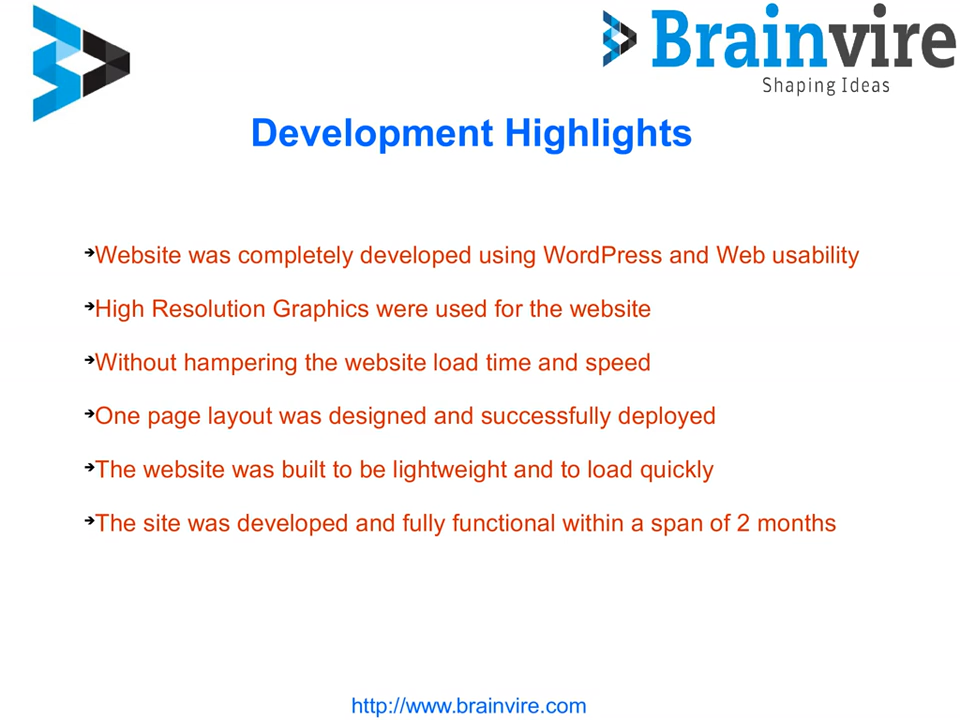 Brainvire
Shaping Ideas
Development Highlights
➔Website was completely developed using WordPress and Web usability
➔High Resolution Graphics were used for the website
➔Without hampering the website load time and speed
➔One page layout was designed and successfully deployed
➔The website was built to be lightweight and to load quickly
➔The site was developed and fully functional within a span of 2 months
http://www.brainvire.com